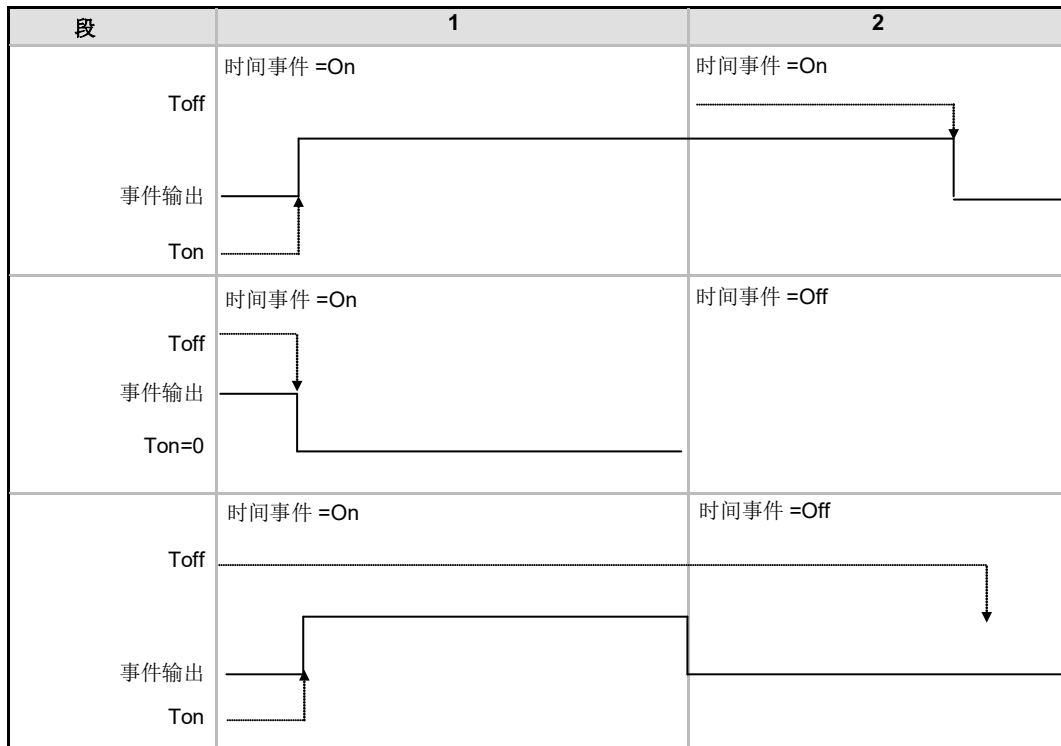 段 1 2
时间事件 =On 时间事件 =On
Toff
事件输出
Ton
时间事件 =On 时间事件 =Off
Toff
事件输出
Ton=0
时间事件 =On 时间事件 =Off
Toff
事件输出
Ton